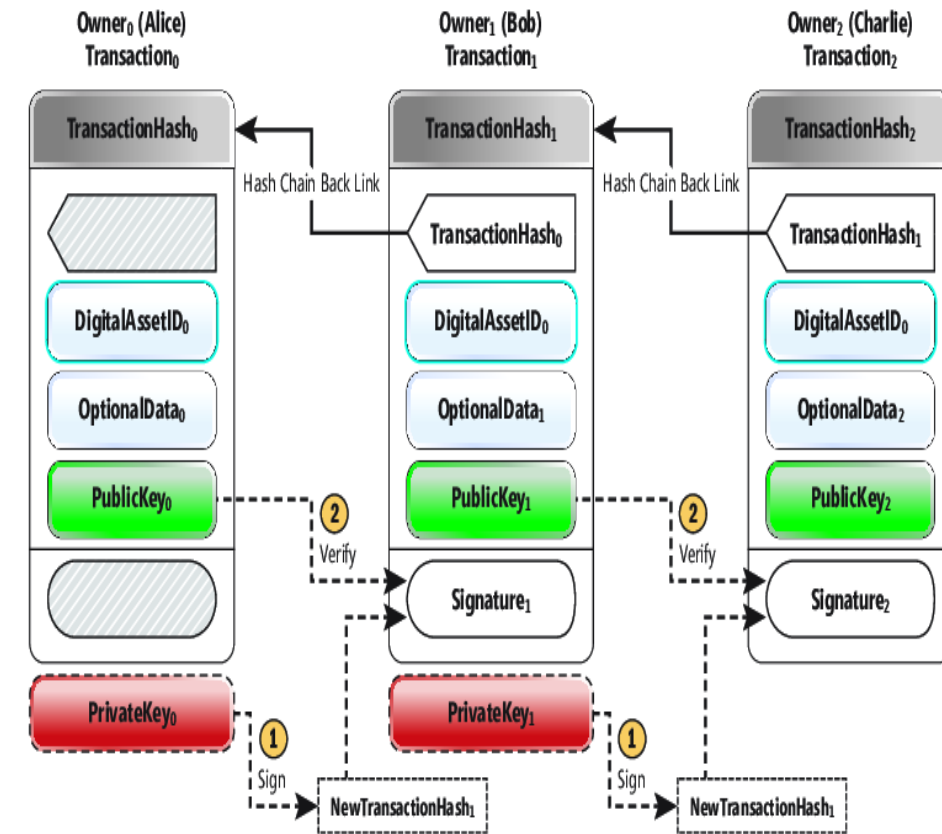 Owner₀ (Alice)
Transaction₀
Owner₁ (Bob)
Transaction₁
Owner₂ (Charlie)
Transaction₂
TransactionHash₀
TransactionHash₁
TransactionHash₂
Hash Chain Back Link
Hash Chain Back Link
TransactionHash₀
TransactionHash₁
DigitalAssetID₀
DigitalAssetID₀
DigitalAssetID₀
OptionalData₀
OptionalData₁
OptionalData₂
PublicKey₀
PublicKey₁
PublicKey₂
2
Verify
2
Verify
Signature₁
Signature₂
PrivateKey₀
PrivateKey₁
1
Sign
1
Sign
NewTransactionHash₁
NewTransactionHash₁